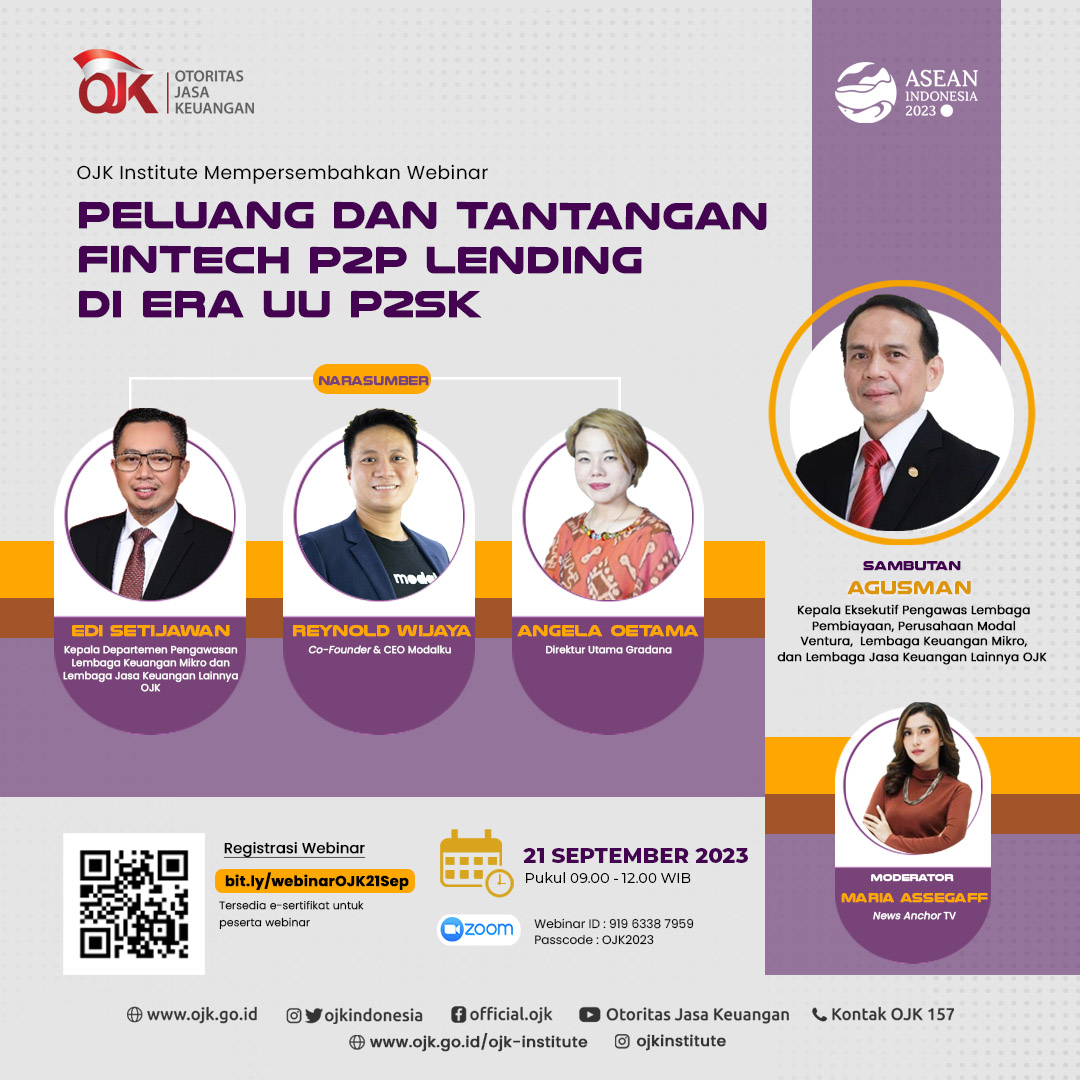 OJK
OTORITAS
JASA
KEUANGAN
ASEAN
INDONESIA
2023
OJK Institute Mempersembahkan Webinar
PELUANG DAN TANTANGAN
FINTECH P2P LENDING
DI ERA UU P2SK
NARASUMBER
modal
EDI SETIJAWAN
Kepala Departemen Pengawasan
Lembaga Keuangan Mikro dan
Lembaga Jasa Keuangan Lainnya
OJK
REYNOLD WIJAYA
Co-Founder & CEO Modalku
ANGELA OETAMA
Direktur Utama Gradana
SAMBUTAN
AGUSMAN
Kepala Eksekutif Pengawas Lembaga
Pembiayaan, Perusahaan Modal
Ventura, Lembaga Keuangan Mikro,
dan Lembaga Jasa Keuangan Lainnya OJK
MODERATOR
MARIA ASSEGAFF
News Anchor TV
Registrasi Webinar
bit.ly/webinarOJK21Sep
Tersedia e-sertifikat untuk
peserta webinar
21 SEPTEMBER 2023
Pukul 09.00 - 12.00 WIB
zoom
Webinar ID : 919 6338 7959
Passcode : OJK2023
www.ojk.go.id ojkindonesia official.ojk Otoritas Jasa Keuangan Kontak OJK 157
www.ojk.go.id/ojk-institute ojkinstitute